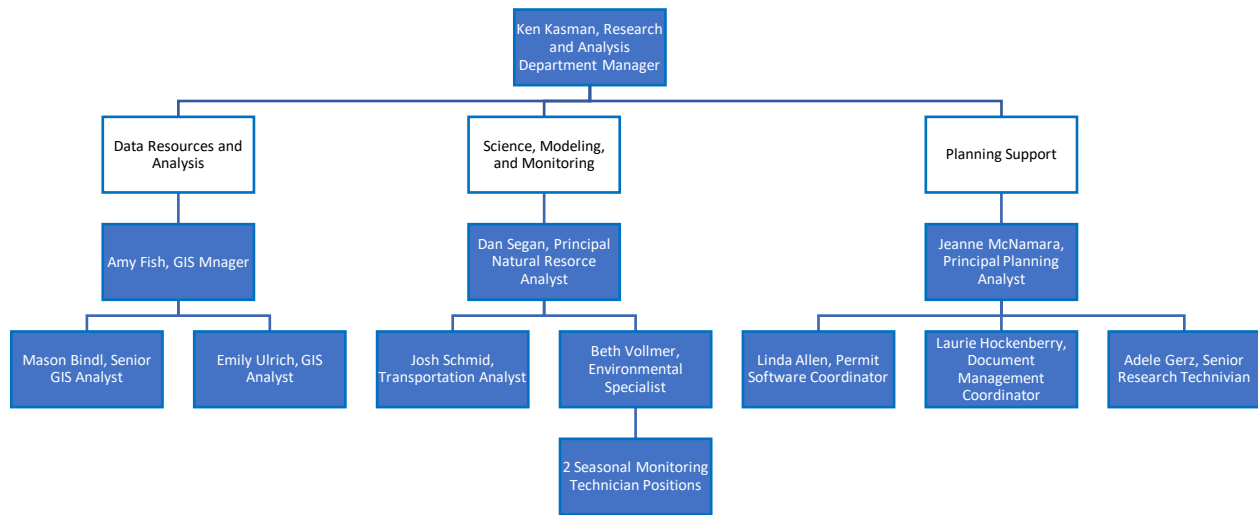 Ken Kasman, Research
and Analysis
Department Manager
Data Resources and
Analysis
Science, Modeling,
and Monitoring
Planning Support
Amy Fish, GIS Mnager
Dan Segan, Principal
Natural Resorce
Analyst
Jeanne McNamara,
Principal Planning
Analyst
Mason Bindl, Senior
GIS Analyst
Emily Ulrich, GIS
Analyst
Josh Schmid,
Transportation Analyst
Beth Vollmer,
Environmental
Specialist
Linda Allen, Permit
Software Coordinator
Laurie Hockenberry,
Document
Management
Coordinator
Adele Gerz, Senior
Research Technivian
2 Seasonal Monitoring
Technician Positions